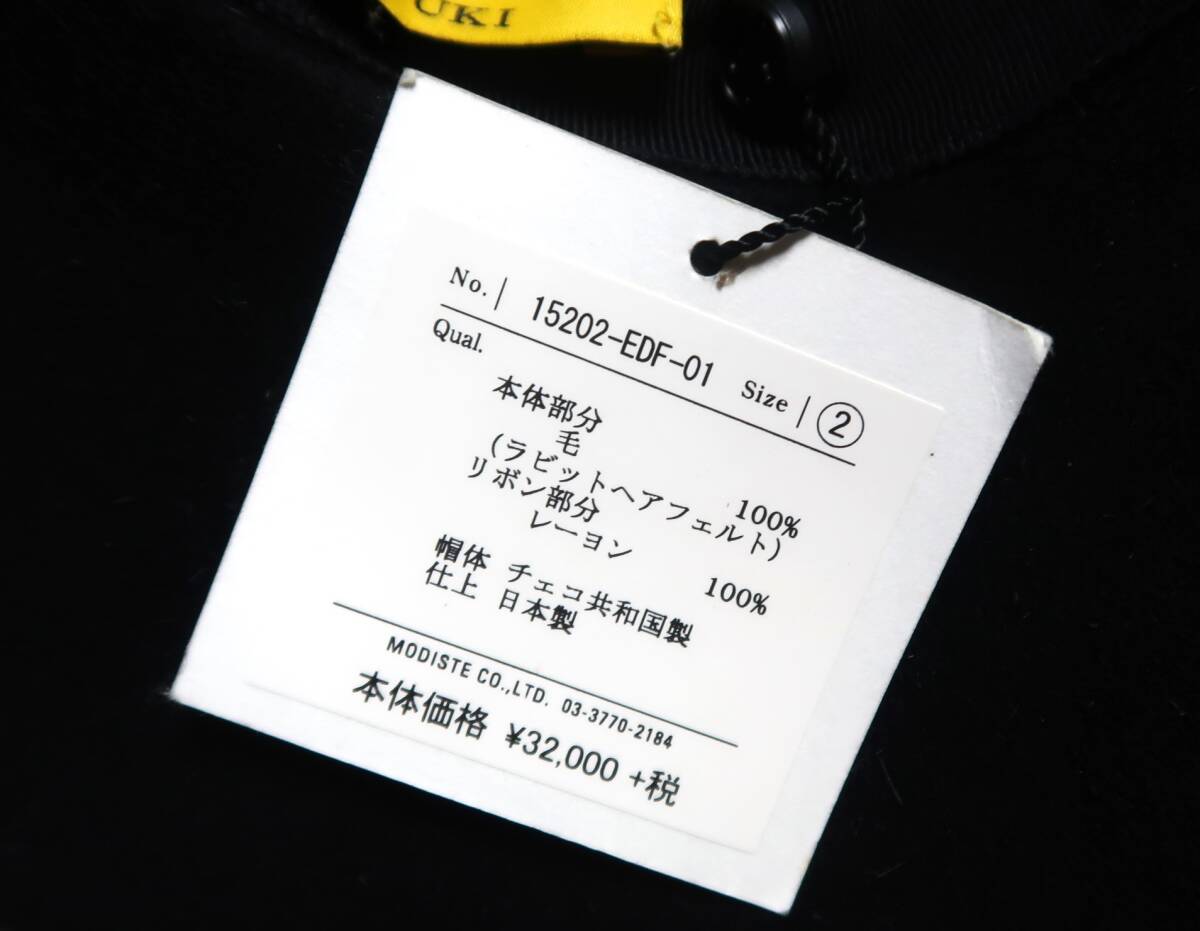 UKI
No. 15202-EDF-01 Size ②
Qual.
本体部分
毛 100%
(ラビットヘアフェルト)
リボン部分
レーヨン 100%
帽体 チェコ共和国製
仕上 日本製
MODISTE CO.,LTD. 03-3770-2184
本体価格 ¥32,000 +税